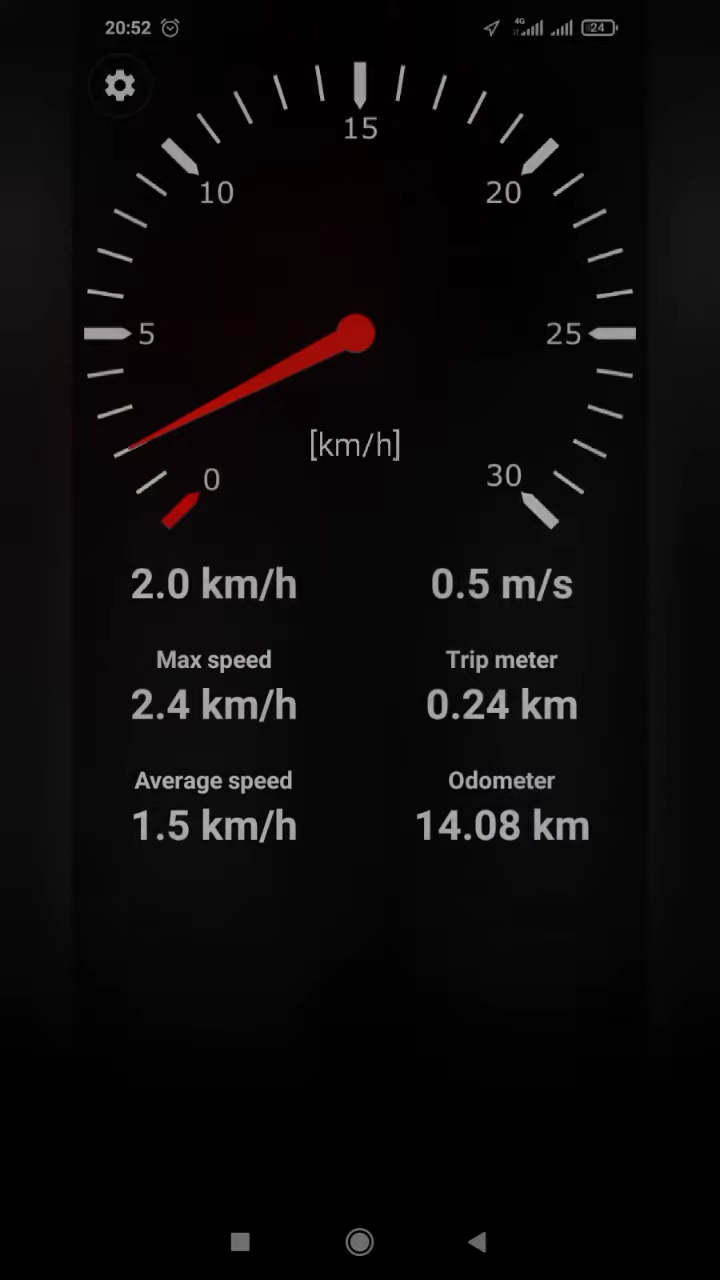 20:52 4G 24
15
10 20
5 25
[km/h]
0 30
2.0 km/h 0.5 m/s
Max speed Trip meter
2.4 km/h 0.24 km
Average speed Odometer
1.5 km/h 14.08 km